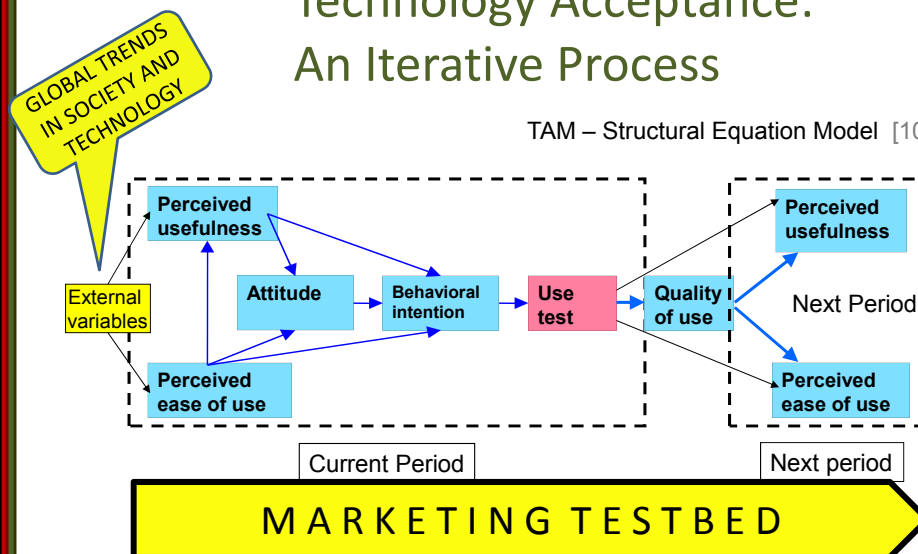 Technology Acceptance:
An Iterative Process
GLOBAL TRENDS
IN SOCIETY AND
TECHNOLOGY
TAM – Structural Equation Model [10
Perceived
usefulness
External
variables
Attitude
Behavioral
intention
Use
test
Quality
of use
Perceived
ease of use
Perceived
usefulness
Next Period
Perceived
ease of use
Current Period
Next period
MARKETING TESTBED